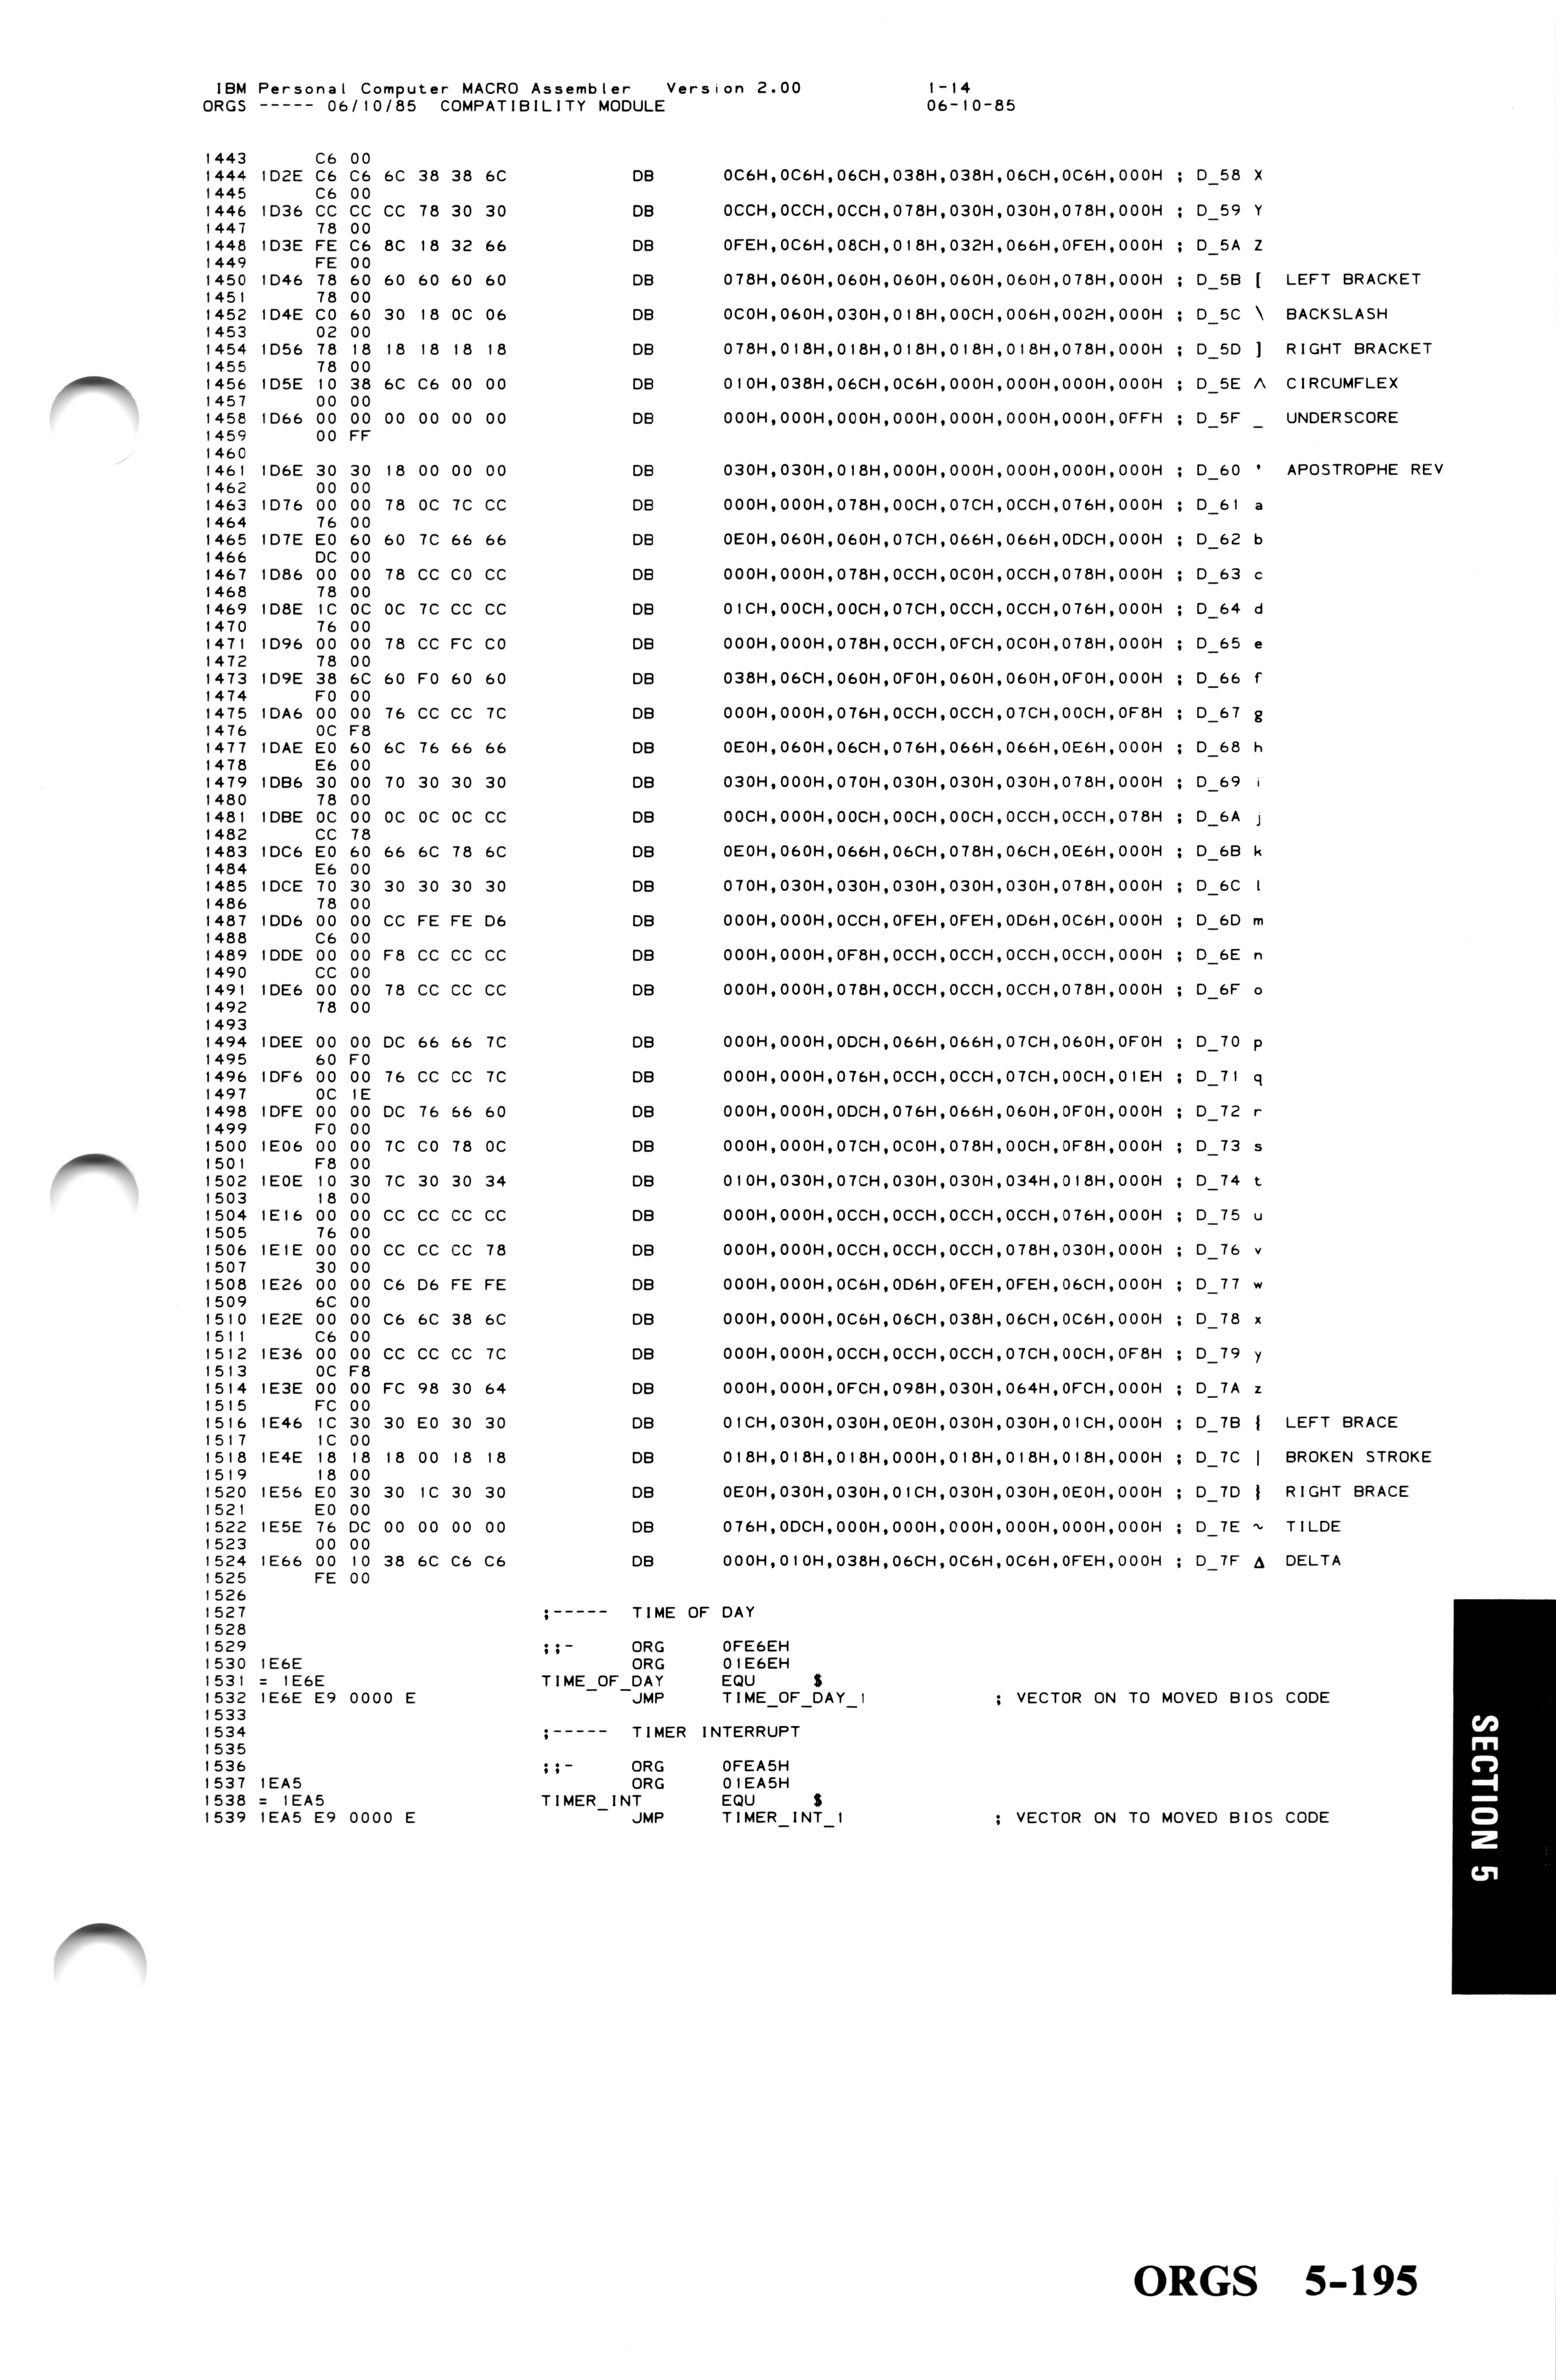 IBM Personal Computer MACRO Assembler   Version 2.00   1-14
ORGS ----- 06/10/85  COMPATIBILITY MODULE   06-10-85
1443       C6 00
1444 1D2E C6 C6 6C 38 38 6C   DB   0C6H,0C6H,06CH,038H,038H,06CH,0C6H,000H ; D_58 X
1445       C6 00
1446 1D36 CC CC CC 78 30 30   DB   0CCH,0CCH,0CCH,078H,030H,030H,078H,000H ; D_59 Y
1447       78 00
1448 1D3E FE C6 8C 18 32 66   DB   0FEH,0C6H,08CH,018H,032H,066H,0FEH,000H ; D_5A Z
1449       FE 00
1450 1D46 78 60 60 60 60 60   DB   078H,060H,060H,060H,060H,060H,078H,000H ; D_5B [  LEFT BRACKET
1451       78 00
1452 1D4E C0 60 30 18 0C 06   DB   0C0H,060H,030H,018H,00CH,006H,002H,000H ; D_5C \  BACKSLASH
1453       02 00
1454 1D56 78 18 18 18 18 18   DB   078H,018H,018H,018H,018H,018H,078H,000H ; D_5D ]  RIGHT BRACKET
1455       78 00
1456 1D5E 10 38 6C C6 00 00   DB   010H,038H,06CH,0C6H,000H,000H,000H,000H ; D_5E ^  CIRCUMFLEX
1457       00 00
1458 1D66 00 00 00 00 00 00   DB   000H,000H,000H,000H,000H,000H,000H,0FFH ; D_5F _  UNDERSCORE
1459       00 FF
1460
1461 1D6E 30 30 18 00 00 00   DB   030H,030H,018H,000H,000H,000H,000H,000H ; D_60 '  APOSTROPHE REV
1462       00 00
1463 1D76 00 00 78 0C 7C CC   DB   000H,000H,078H,00CH,07CH,0CCH,076H,000H ; D_61 a
1464       76 00
1465 1D7E E0 60 60 7C 66 66   DB   0E0H,060H,060H,07CH,066H,066H,0DCH,000H ; D_62 b
1466       DC 00
1467 1D86 00 00 78 CC C0 CC   DB   000H,000H,078H,0CCH,0C0H,0CCH,078H,000H ; D_63 c
1468       78 00
1469 1D8E 1C 0C 0C 7C CC CC   DB   01CH,00CH,00CH,07CH,0CCH,0CCH,076H,000H ; D_64 d
1470       76 00
1471 1D96 00 00 78 CC FC C0   DB   000H,000H,078H,0CCH,0FCH,0C0H,078H,000H ; D_65 e
1472       78 00
1473 1D9E 38 6C 60 F0 60 60   DB   038H,06CH,060H,0F0H,060H,060H,0F0H,000H ; D_66 f
1474       F0 00
1475 1DA6 00 00 76 CC CC 7C   DB   000H,000H,076H,0CCH,0CCH,07CH,00CH,0F8H ; D_67 g
1476       0C F8
1477 1DAE E0 60 6C 76 66 66   DB   0E0H,060H,06CH,076H,066H,066H,0E6H,000H ; D_68 h
1478       E6 00
1479 1DB6 30 00 70 30 30 30   DB   030H,000H,070H,030H,030H,030H,078H,000H ; D_69 i
1480       78 00
1481 1DBE 0C 00 0C 0C 0C CC   DB   00CH,000H,00CH,00CH,00CH,0CCH,0CCH,078H ; D_6A j
1482       CC 78
1483 1DC6 E0 60 66 6C 78 6C   DB   0E0H,060H,066H,06CH,078H,06CH,0E6H,000H ; D_6B k
1484       E6 00
1485 1DCE 70 30 30 30 30 30   DB   070H,030H,030H,030H,030H,030H,078H,000H ; D_6C l
1486       78 00
1487 1DD6 00 00 CC FE FE D6   DB   000H,000H,0CCH,0FEH,0FEH,0D6H,0C6H,000H ; D_6D m
1488       C6 00
1489 1DDE 00 00 F8 CC CC CC   DB   000H,000H,0F8H,0CCH,0CCH,0CCH,0CCH,000H ; D_6E n
1490       CC 00
1491 1DE6 00 00 78 CC CC CC   DB   000H,000H,078H,0CCH,0CCH,0CCH,078H,000H ; D_6F o
1492       78 00
1493
1494 1DEE 00 00 DC 66 66 7C   DB   000H,000H,0DCH,066H,066H,07CH,060H,0F0H ; D_70 p
1495       60 F0
1496 1DF6 00 00 76 CC CC 7C   DB   000H,000H,076H,0CCH,0CCH,07CH,00CH,01EH ; D_71 q
1497       0C 1E
1498 1DFE 00 00 DC 76 66 60   DB   000H,000H,0DCH,076H,066H,060H,0F0H,000H ; D_72 r
1499       F0 00
1500 1E06 00 00 7C C0 78 0C   DB   000H,000H,07CH,0C0H,078H,00CH,0F8H,000H ; D_73 s
1501       F8 00
1502 1E0E 10 30 7C 30 30 34   DB   010H,030H,07CH,030H,030H,034H,018H,000H ; D_74 t
1503       18 00
1504 1E16 00 00 CC CC CC CC   DB   000H,000H,0CCH,0CCH,0CCH,0CCH,076H,000H ; D_75 u
1505       76 00
1506 1E1E 00 00 CC CC CC 78   DB   000H,000H,0CCH,0CCH,0CCH,078H,030H,000H ; D_76 v
1507       30 00
1508 1E26 00 00 C6 D6 FE FE   DB   000H,000H,0C6H,0D6H,0FEH,0FEH,06CH,000H ; D_77 w
1509       6C 00
1510 1E2E 00 00 C6 6C 38 6C   DB   000H,000H,0C6H,06CH,038H,06CH,0C6H,000H ; D_78 x
1511       C6 00
1512 1E36 00 00 CC CC CC 7C   DB   000H,000H,0CCH,0CCH,0CCH,07CH,00CH,0F8H ; D_79 y
1513       0C F8
1514 1E3E 00 00 FC 98 30 64   DB   000H,000H,0FCH,098H,030H,064H,0FCH,000H ; D_7A z
1515       FC 00
1516 1E46 1C 30 30 E0 30 30   DB   01CH,030H,030H,0E0H,030H,030H,01CH,000H ; D_7B {  LEFT BRACE
1517       1C 00
1518 1E4E 18 18 18 00 18 18   DB   018H,018H,018H,000H,018H,018H,018H,000H ; D_7C |  BROKEN STROKE
1519       18 00
1520 1E56 E0 30 30 1C 30 30   DB   0E0H,030H,030H,01CH,030H,030H,0E0H,000H ; D_7D }  RIGHT BRACE
1521       E0 00
1522 1E5E 76 DC 00 00 00 00   DB   076H,0DCH,000H,000H,000H,000H,000H,000H ; D_7E ~  TILDE
1523       00 00
1524 1E66 00 10 38 6C C6 C6   DB   000H,010H,038H,06CH,0C6H,0C6H,0FEH,000H ; D_7F Δ  DELTA
1525       FE 00
1526
1527   ;-----  TIME OF DAY
1528
1529   ;;-   ORG   0FE6EH
1530 1E6E   ORG   01E6EH
1531 = 1E6E   TIME_OF_DAY   EQU   $
1532 1E6E E9 0000 E   JMP   TIME_OF_DAY_1   ; VECTOR ON TO MOVED BIOS CODE
1533
1534   ;-----  TIMER INTERRUPT
1535
1536   ;;-   ORG   0FEA5H
1537 1EA5   ORG   01EA5H
1538 = 1EA5   TIMER_INT   EQU   $
1539 1EA5 E9 0000 E   JMP   TIMER_INT_1   ; VECTOR ON TO MOVED BIOS CODE
SECTION 5
ORGS   5-195